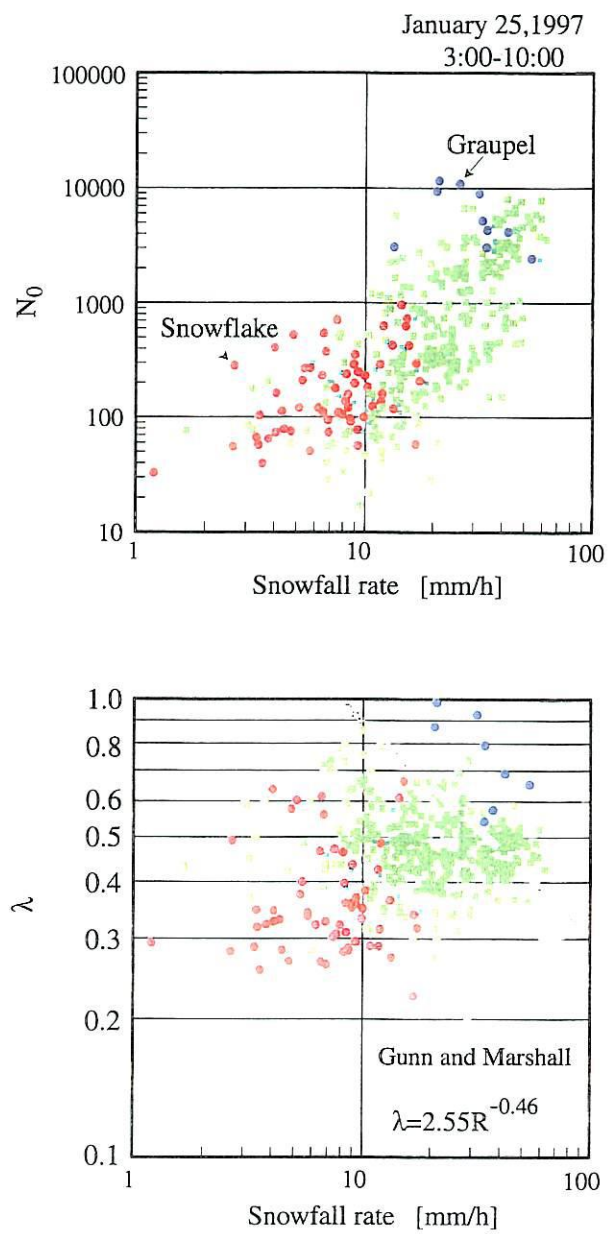 January 25,1997
3:00-10:00
100000
10000
1000
100
10
N0
Graupel
Snowflake
1
10
100
Snowfall rate [mm/h]
1.0
0.8
0.6
0.5
0.4
0.3
0.2
0.1
λ
Gunn and Marshall
λ=2.55R^-0.46
1
10
100
Snowfall rate [mm/h]